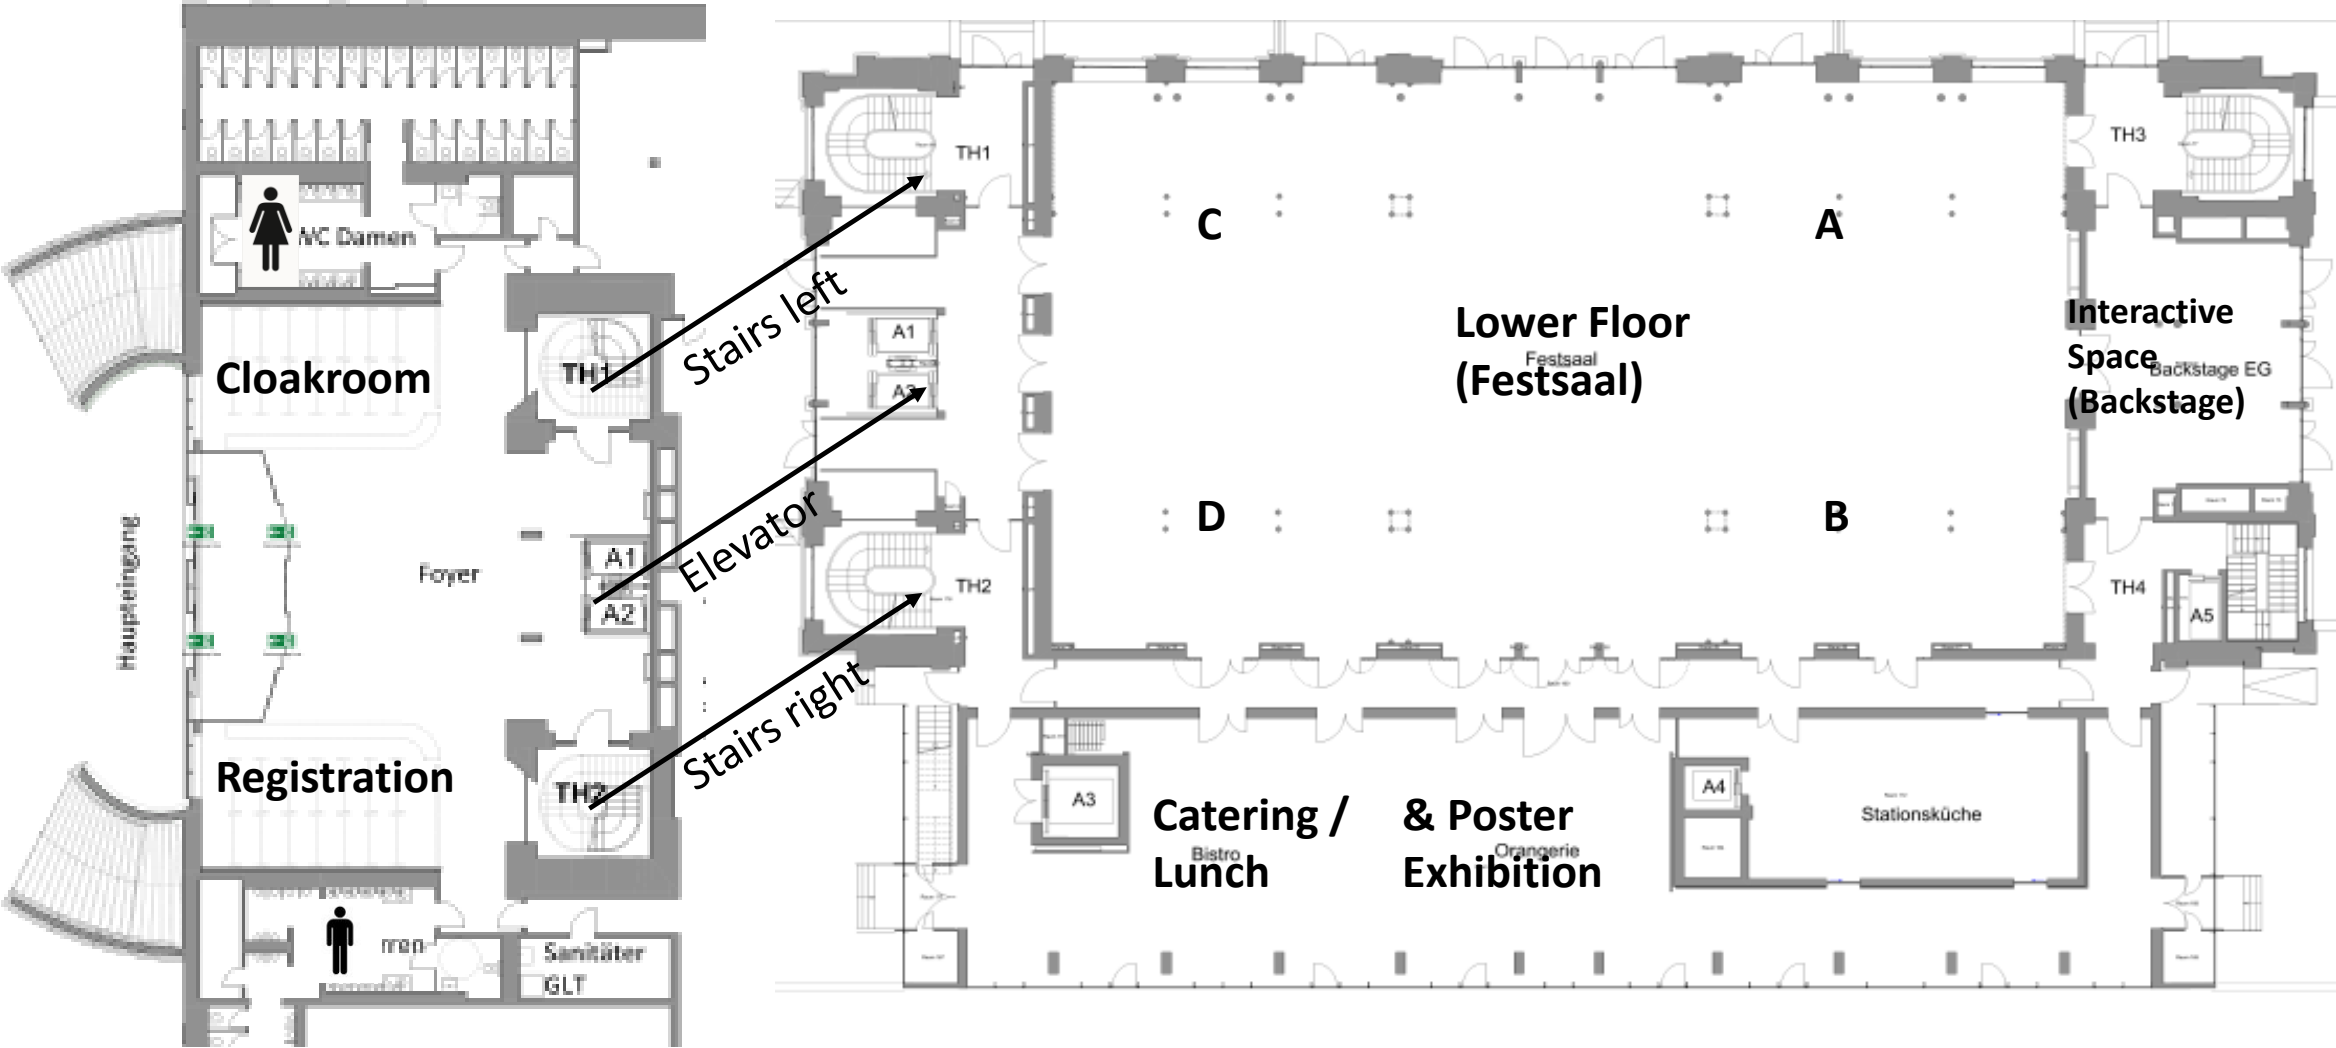 WC Damen
Cloakroom
TH1
Haupteingang
Foyer
A1
A2
Registration
TH2
rren
Sanitäter
GLT
Stairs left
Elevator
Stairs right
TH1
A1
TH2
C
A
D
B
Lower Floor
(Festsaal)
Festsaal
TH3
Interactive
Space
(Backstage)
Backstage EG
TH4
A5
A3
Catering /
Lunch
Bistro
& Poster
Exhibition
Orangerie
A4
Stationsküche